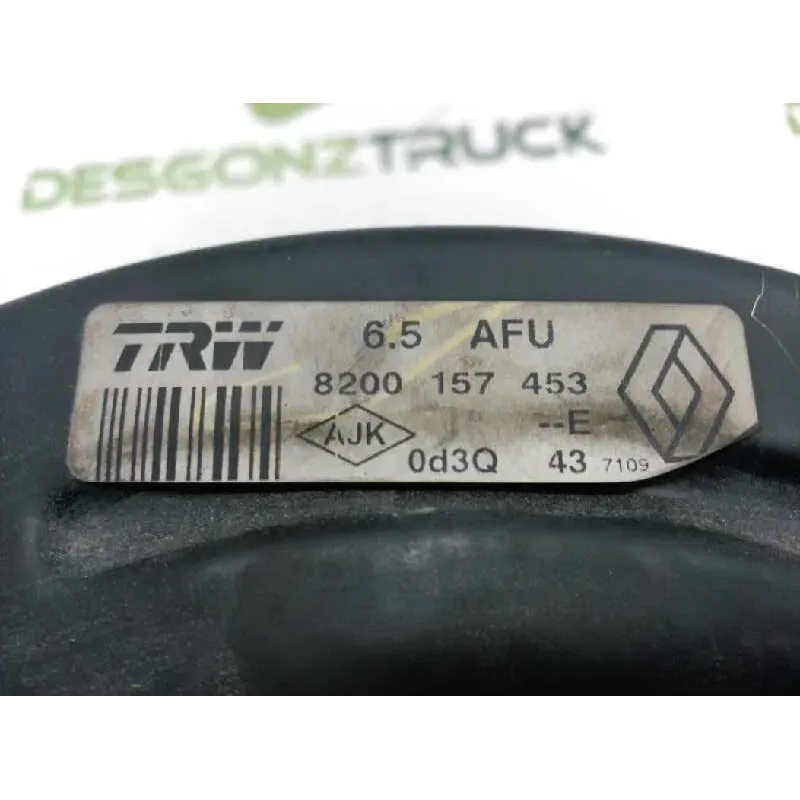 DESGONZTRUCK
TRW 6.5 AFU
8200 157 453
AJK --E
0d3Q 43 7109